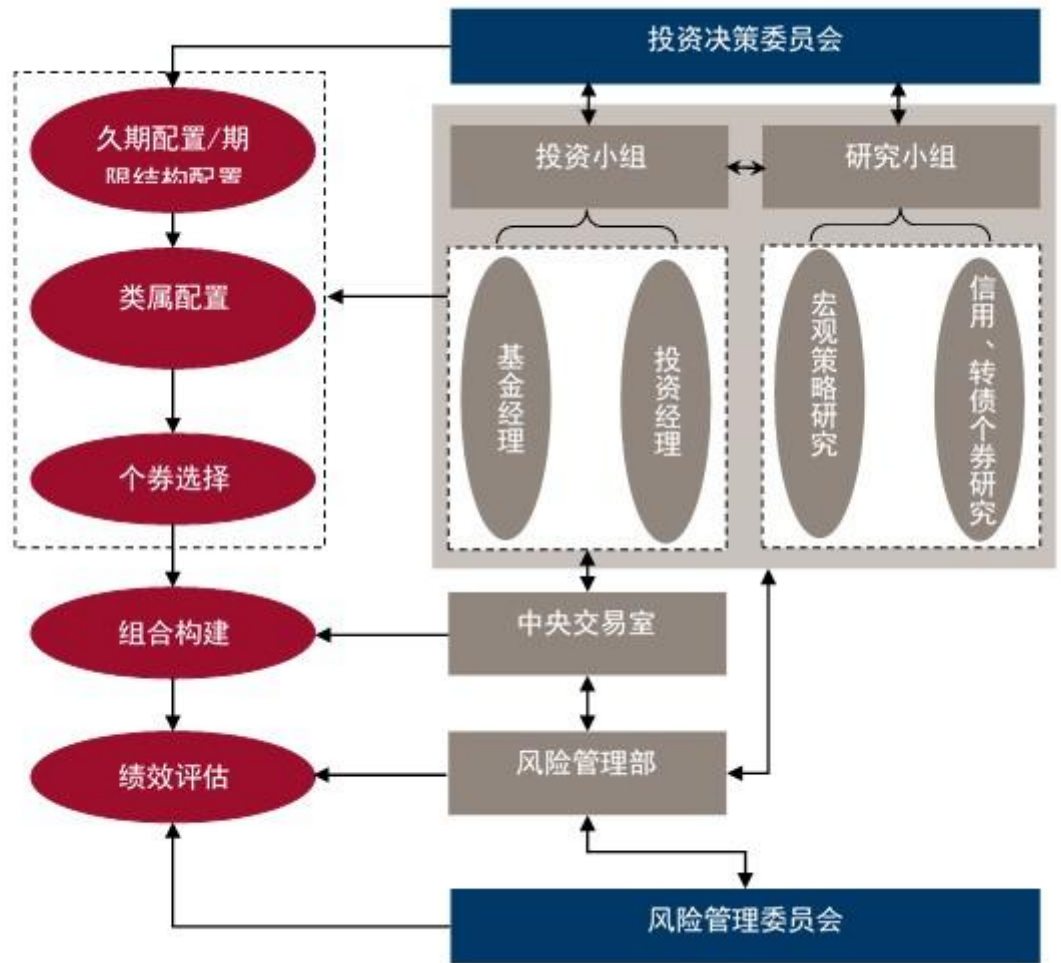 投资决策委员会
久期配置/期
限结构配置
投资小组
研究小组
类属配置
基金经理
投资经理
宏观策略研究
信用、转债个券研究
个券选择
组合构建
中央交易室
绩效评估
风险管理部
风险管理委员会